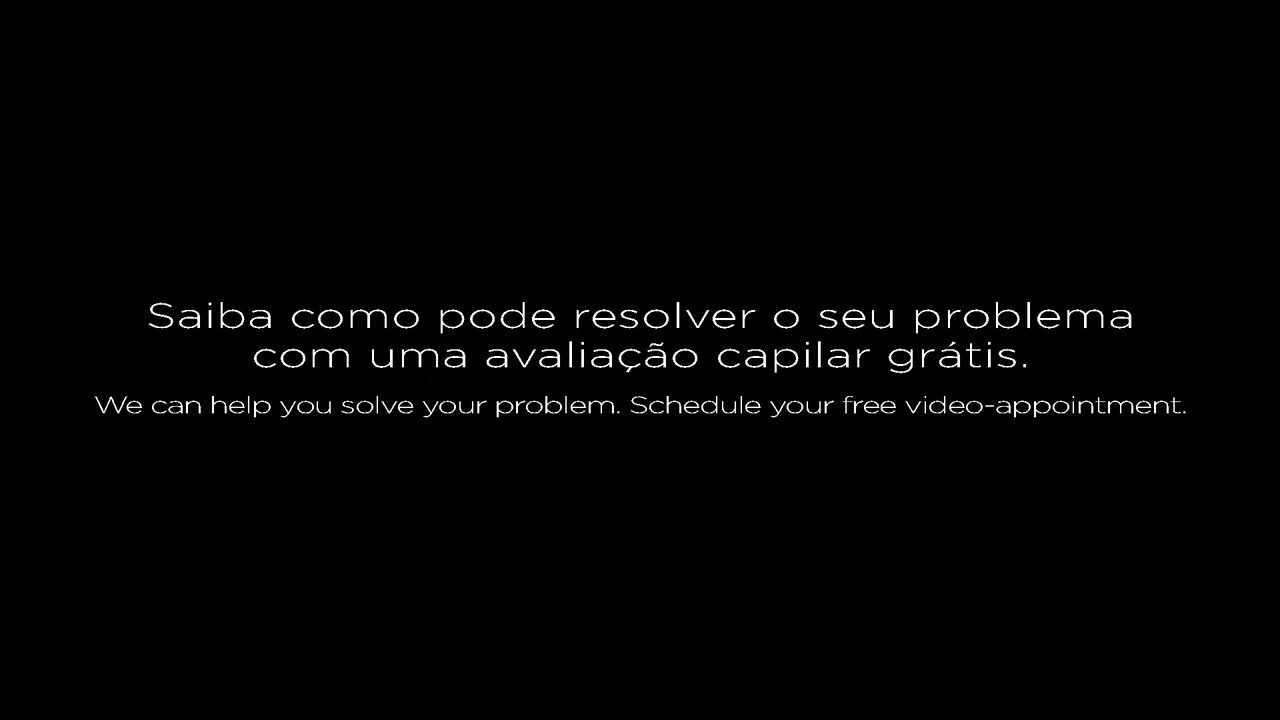 Saiba como pode resolver o seu problema
com uma avaliação capilar grátis.
We can help you solve your problem. Schedule your free video-appointment.